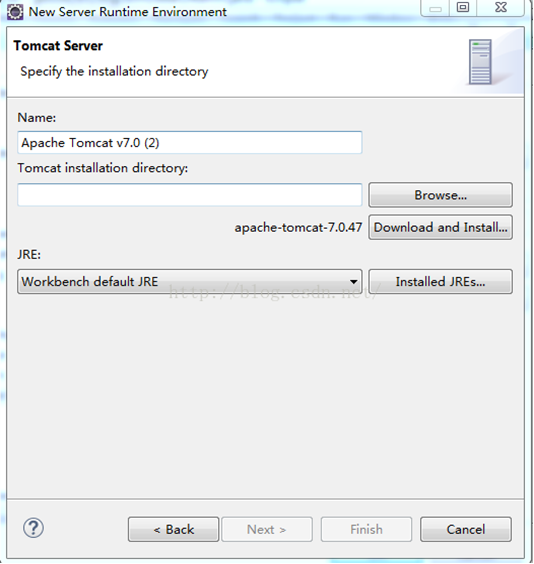 New Server Runtime Environment
Tomcat Server
Specify the installation directory
Name:
Apache Tomcat v7.0 (2)
Tomcat installation directory:
Browse...
apache-tomcat-7.0.47 Download and Install...
JRE:
Workbench default JRE Installed JREs...
http://blog.csdn.net/
? < Back Next > Finish Cancel